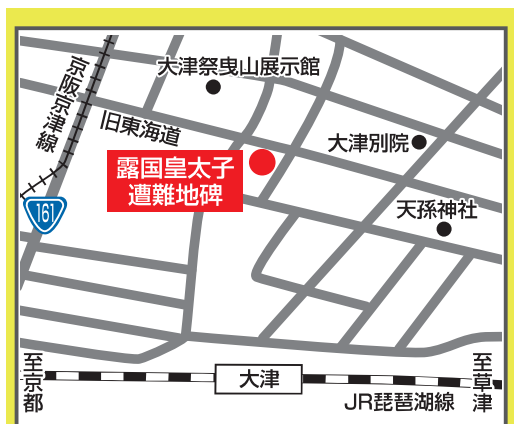 大津祭曳山展示館
京阪京津線
旧東海道
大津別院
露国皇太子
遭難地碑
161
天孫神社
至京都
大津
JR琵琶湖線
至草津